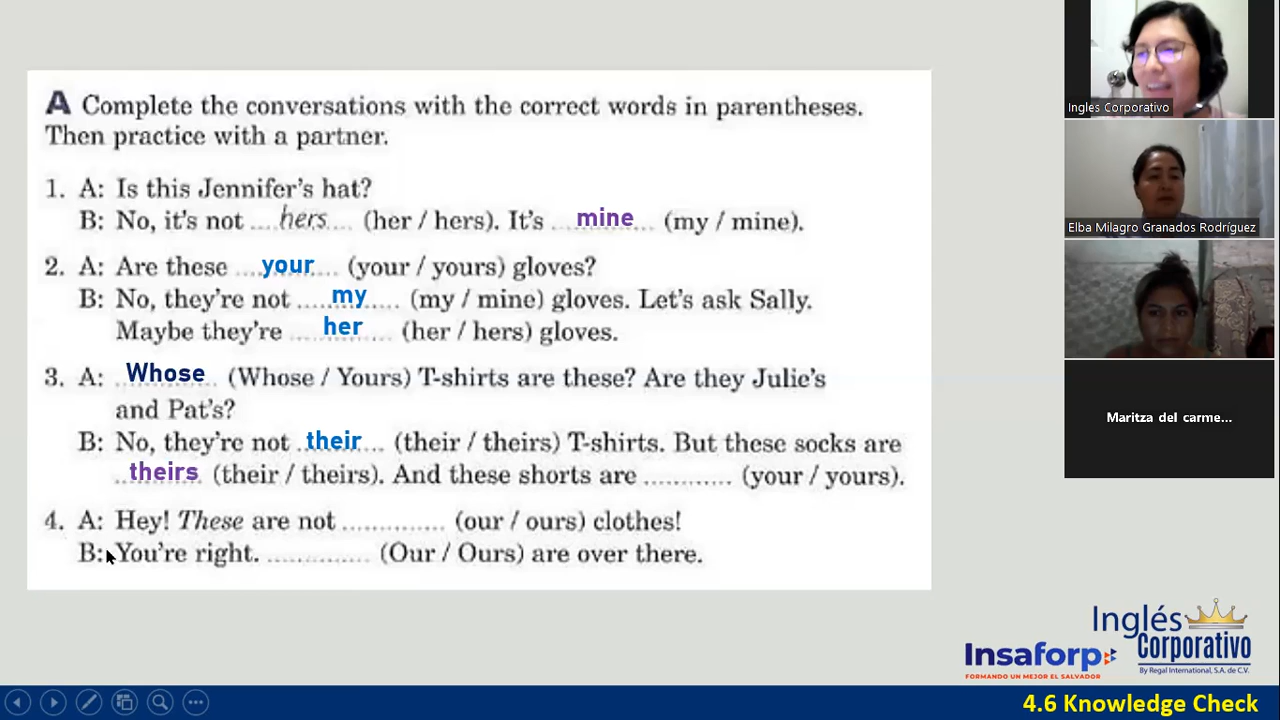 A Complete the conversations with the correct words in parentheses.
Then practice with a partner.
1. A: Is this Jennifer's hat?
B: No, it's not ....hers.... (her / hers). It's ...mine... (my / mine).
2. A: Are these ....your.... (your / yours) gloves?
B: No, they're not ......my...... (my / mine) gloves. Let's ask Sally.
Maybe they're ....her.... (her / hers) gloves.
3. A: ..Whose.. (Whose / Yours) T-shirts are these? Are they Julie's
and Pat's?
B: No, they're not ..their.... (their / theirs) T-shirts. But these socks are
..theirs. (their / theirs). And these shorts are ............ (your / yours).
4. A: Hey! These are not .............. (our / ours) clothes!
B: You're right. .............. (Our / Ours) are over there.
Ingles Corporativo
Elba Milagro Granados Rodríguez
Maritza del carme...
Insaforp
FORMANDO UN MEJOR EL SALVADOR
Inglés
Corporativo
By Regal International, S.A. de C.V.
4.6 Knowledge Check